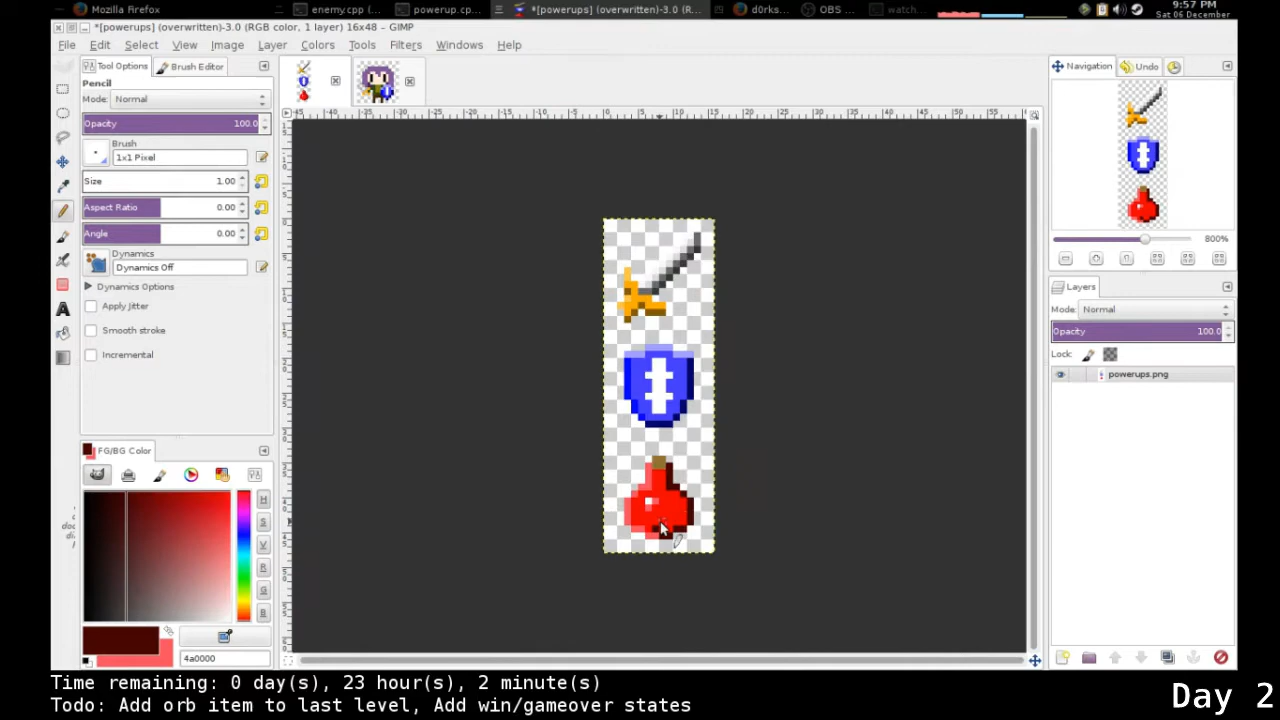 Mozilla Firefox
enemy.cpp (...
powerup.cp...
*[powerups] (overwritten)-3.0 (R...
d0rks...
OBS ...
watch...
9:57 PM
Sat 06 December
*[powerups] (overwritten)-3.0 (RGB color, 1 layer) 16x48 – GIMP
File Edit Select View Image Layer Colors Tools Filters Windows Help
Tool Options
Brush Editor
Pencil
Mode: Normal
Opacity 100.0
Brush
1x1 Pixel
Size 1.00
Aspect Ratio 0.00
Angle 0.00
Dynamics
Dynamics Off
Dynamics Options
Apply Jitter
Smooth stroke
Incremental
FG/BG Color
H
S
V
R
G
B
4a0000
Navigation
Undo
800%
Layers
Mode: Normal
Opacity 100.0
Lock:
powerups.png
Time remaining: 0 day(s), 23 hour(s), 2 minute(s)
Todo: Add orb item to last level, Add win/gameover states
Day 2